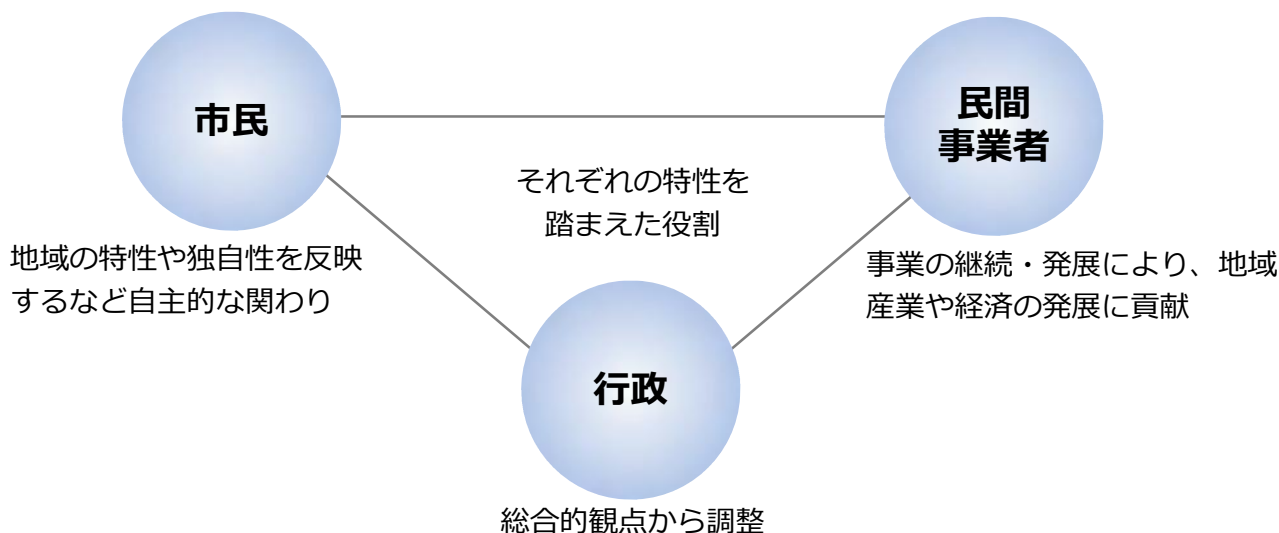 市民
民間
事業者
それぞれの特性を
踏まえた役割
地域の特性や独自性を反映
するなど自主的な関わり
事業の継続・発展により、地域
産業や経済の発展に貢献
行政
総合的観点から調整